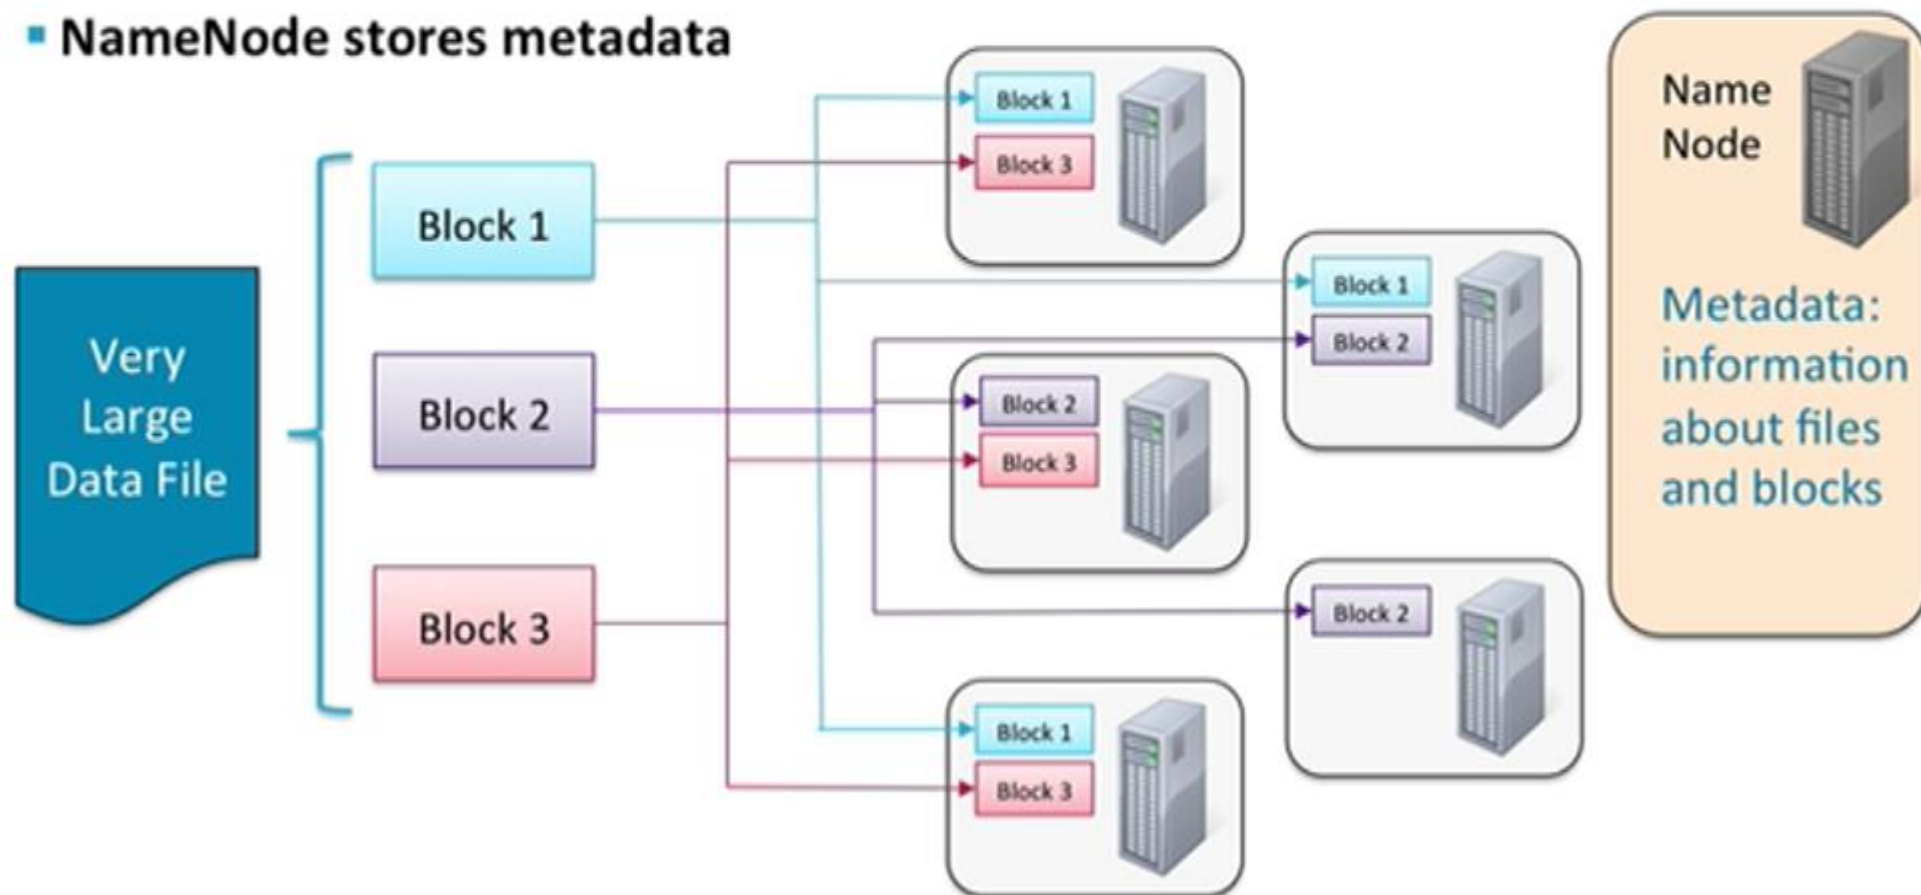 NameNode stores metadata
Very
Large
Data File
Block 1
Block 2
Block 3
Block 1
Block 3
Block 1
Block 2
Block 2
Block 3
Block 2
Block 1
Block 3
Name
Node
Metadata:
information
about files
and blocks